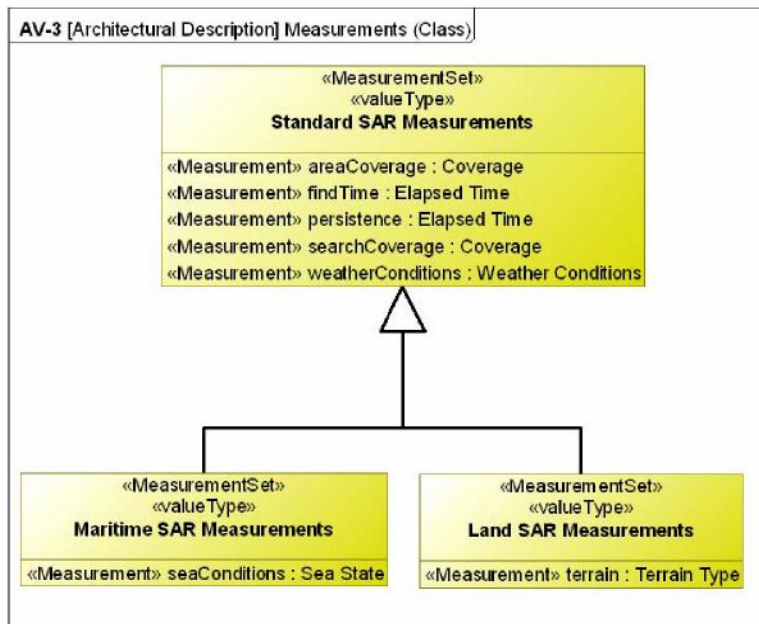 AV-3 [Architectural Description] Measurements (Class)
«MeasurementSet»
«valueType»
Standard SAR Measurements
«Measurement» areaCoverage : Coverage
«Measurement» findTime : Elapsed Time
«Measurement» persistence : Elapsed Time
«Measurement» searchCoverage : Coverage
«Measurement» weatherConditions : Weather Conditions
«MeasurementSet»
«valueType»
Maritime SAR Measurements
«Measurement» seaConditions : Sea State
«MeasurementSet»
«valueType»
Land SAR Measurements
«Measurement» terrain : Terrain Type